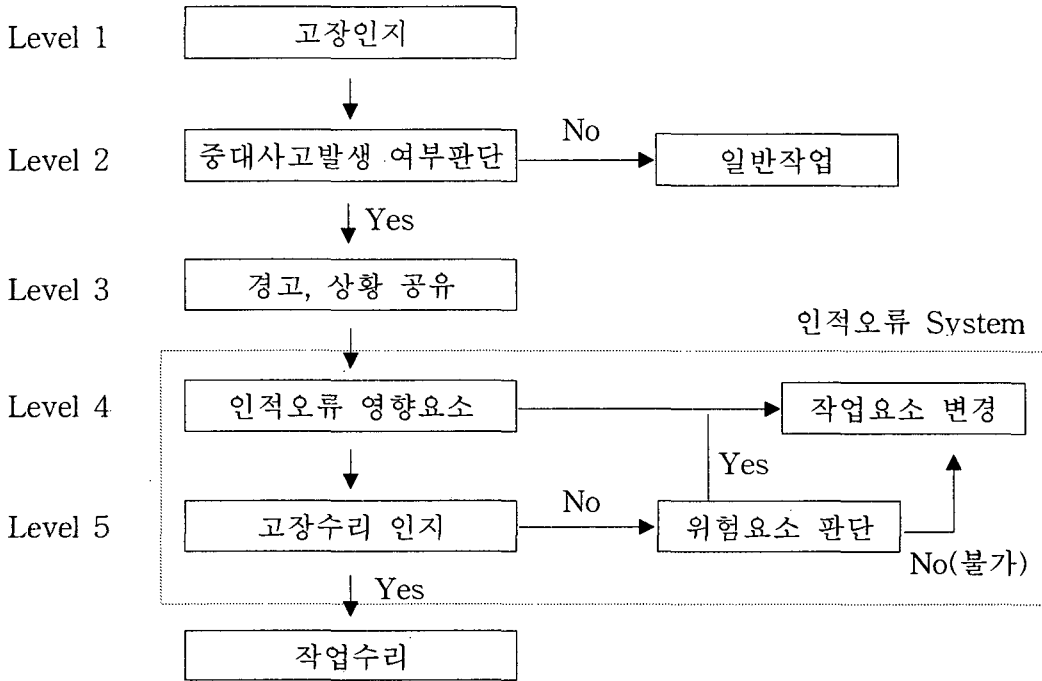 Level 1
고장인지
Level 2
중대사고발생 여부판단
No
일반작업
Yes
Level 3
경고, 상황 공유
인적오류 System
Level 4
인적오류 영향요소
작업요소 변경
Yes
Level 5
고장수리 인지
No
위험요소 판단
No(불가)
Yes
작업수리